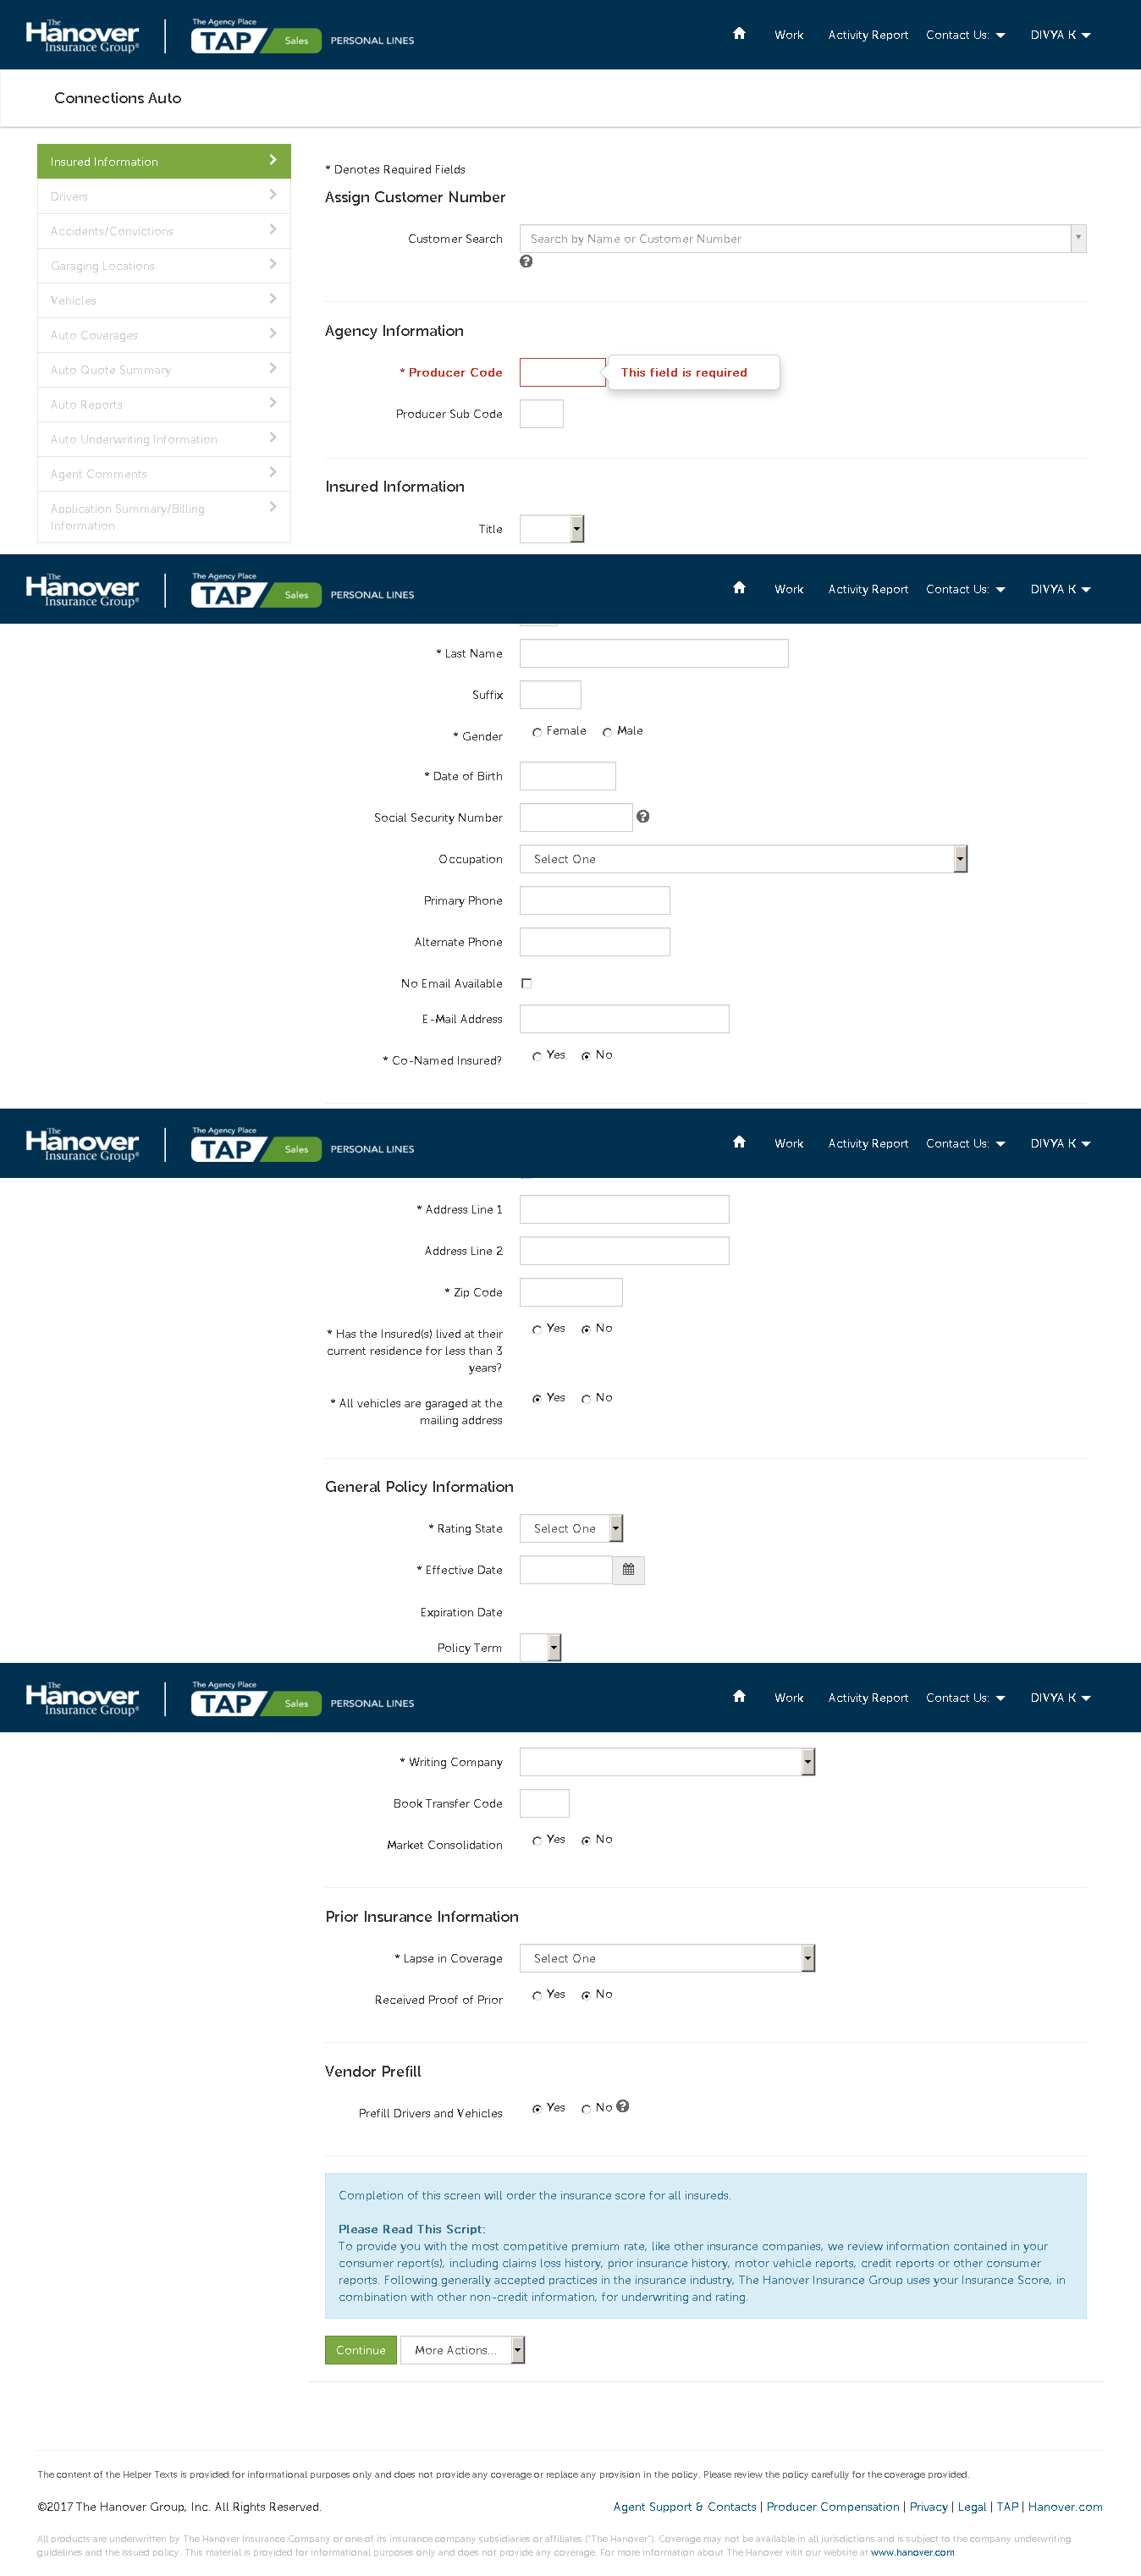 The
Hanover
Insurance Group®
The Agency Place
TAP Sales PERSONAL LINES
Work Activity Report Contact Us: DIVYA K
Connections Auto
Insured Information
Drivers
Accidents/Convictions
Garaging Locations
Vehicles
Auto Coverages
Auto Quote Summary
Auto Reports
Auto Underwriting Information
Agent Comments
Application Summary/Billing
Information
* Denotes Required Fields
Assign Customer Number
Customer Search Search by Name or Customer Number
Agency Information
* Producer Code This field is required
Producer Sub Code
Insured Information
Title
The
Hanover
Insurance Group®
The Agency Place
TAP Sales PERSONAL LINES
Work Activity Report Contact Us: DIVYA K
* Last Name
Suffix
* Gender Female Male
* Date of Birth
Social Security Number
Occupation Select One
Primary Phone
Alternate Phone
No Email Available
E-Mail Address
* Co-Named Insured? Yes No
The
Hanover
Insurance Group®
The Agency Place
TAP Sales PERSONAL LINES
Work Activity Report Contact Us: DIVYA K
* Address Line 1
Address Line 2
* Zip Code
* Has the Insured(s) lived at their Yes No
current residence for less than 3
years?
* All vehicles are garaged at the Yes No
mailing address
General Policy Information
* Rating State Select One
* Effective Date
Expiration Date
Policy Term
The
Hanover
Insurance Group®
The Agency Place
TAP Sales PERSONAL LINES
Work Activity Report Contact Us: DIVYA K
* Writing Company
Book Transfer Code
Market Consolidation Yes No
Prior Insurance Information
* Lapse in Coverage Select One
Received Proof of Prior Yes No
Vendor Prefill
Prefill Drivers and Vehicles Yes No
Completion of this screen will order the insurance score for all insureds.
Please Read This Script:
To provide you with the most competitive premium rate, like other insurance companies, we review information contained in your
consumer report(s), including claims loss history, prior insurance history, motor vehicle reports, credit reports or other consumer
reports. Following generally accepted practices in the insurance industry, The Hanover Insurance Group uses your Insurance Score, in
combination with other non-credit information, for underwriting and rating.
Continue More Actions...
The content of the Helper Texts is provided for informational purposes only and does not provide any coverage or replace any provision in the policy. Please review the policy carefully for the coverage provided.
©2017 The Hanover Group, Inc. All Rights Reserved. Agent Support & Contacts | Producer Compensation | Privacy | Legal | TAP | Hanover.com
All products are underwritten by The Hanover Insurance Company or one of its insurance company subsidiaries or affiliates ("The Hanover"). Coverage may not be available in all jurisdictions and is subject to the company underwriting
guidelines and the issued policy. This material is provided for informational purposes only and does not provide any coverage. For more information about The Hanover visit our website at www.hanover.com